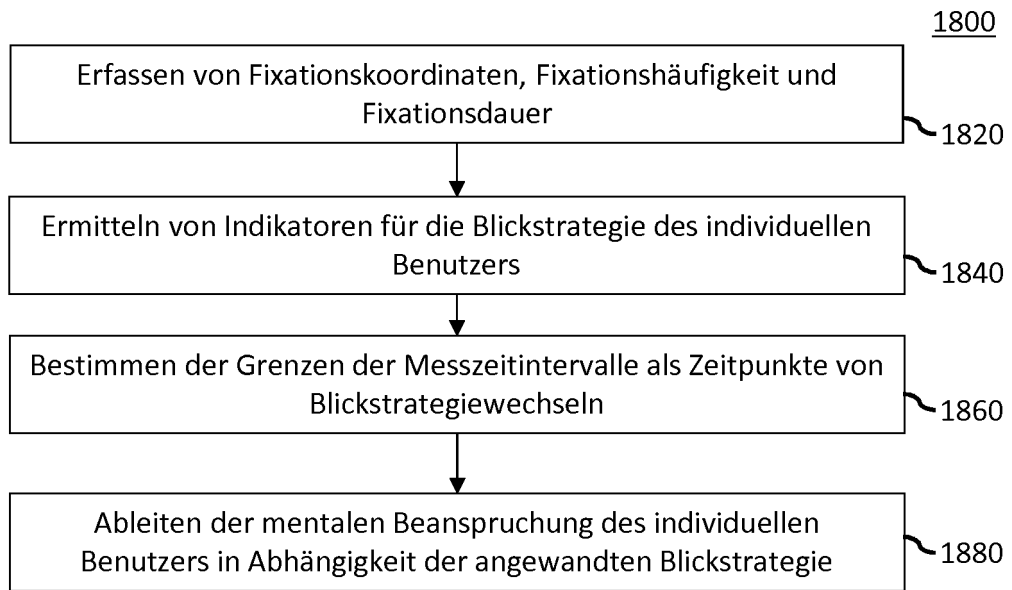 1800
Erfassen von Fixationskoordinaten, Fixationshäufigkeit und
Fixationsdauer
1820
Ermitteln von Indikatoren für die Blickstrategie des individuellen
Benutzers
1840
Bestimmen der Grenzen der Messzeitintervalle als Zeitpunkte von
Blickstrategiewechseln
1860
Ableiten der mentalen Beanspruchung des individuellen
Benutzers in Abhängigkeit der angewandten Blickstrategie
1880